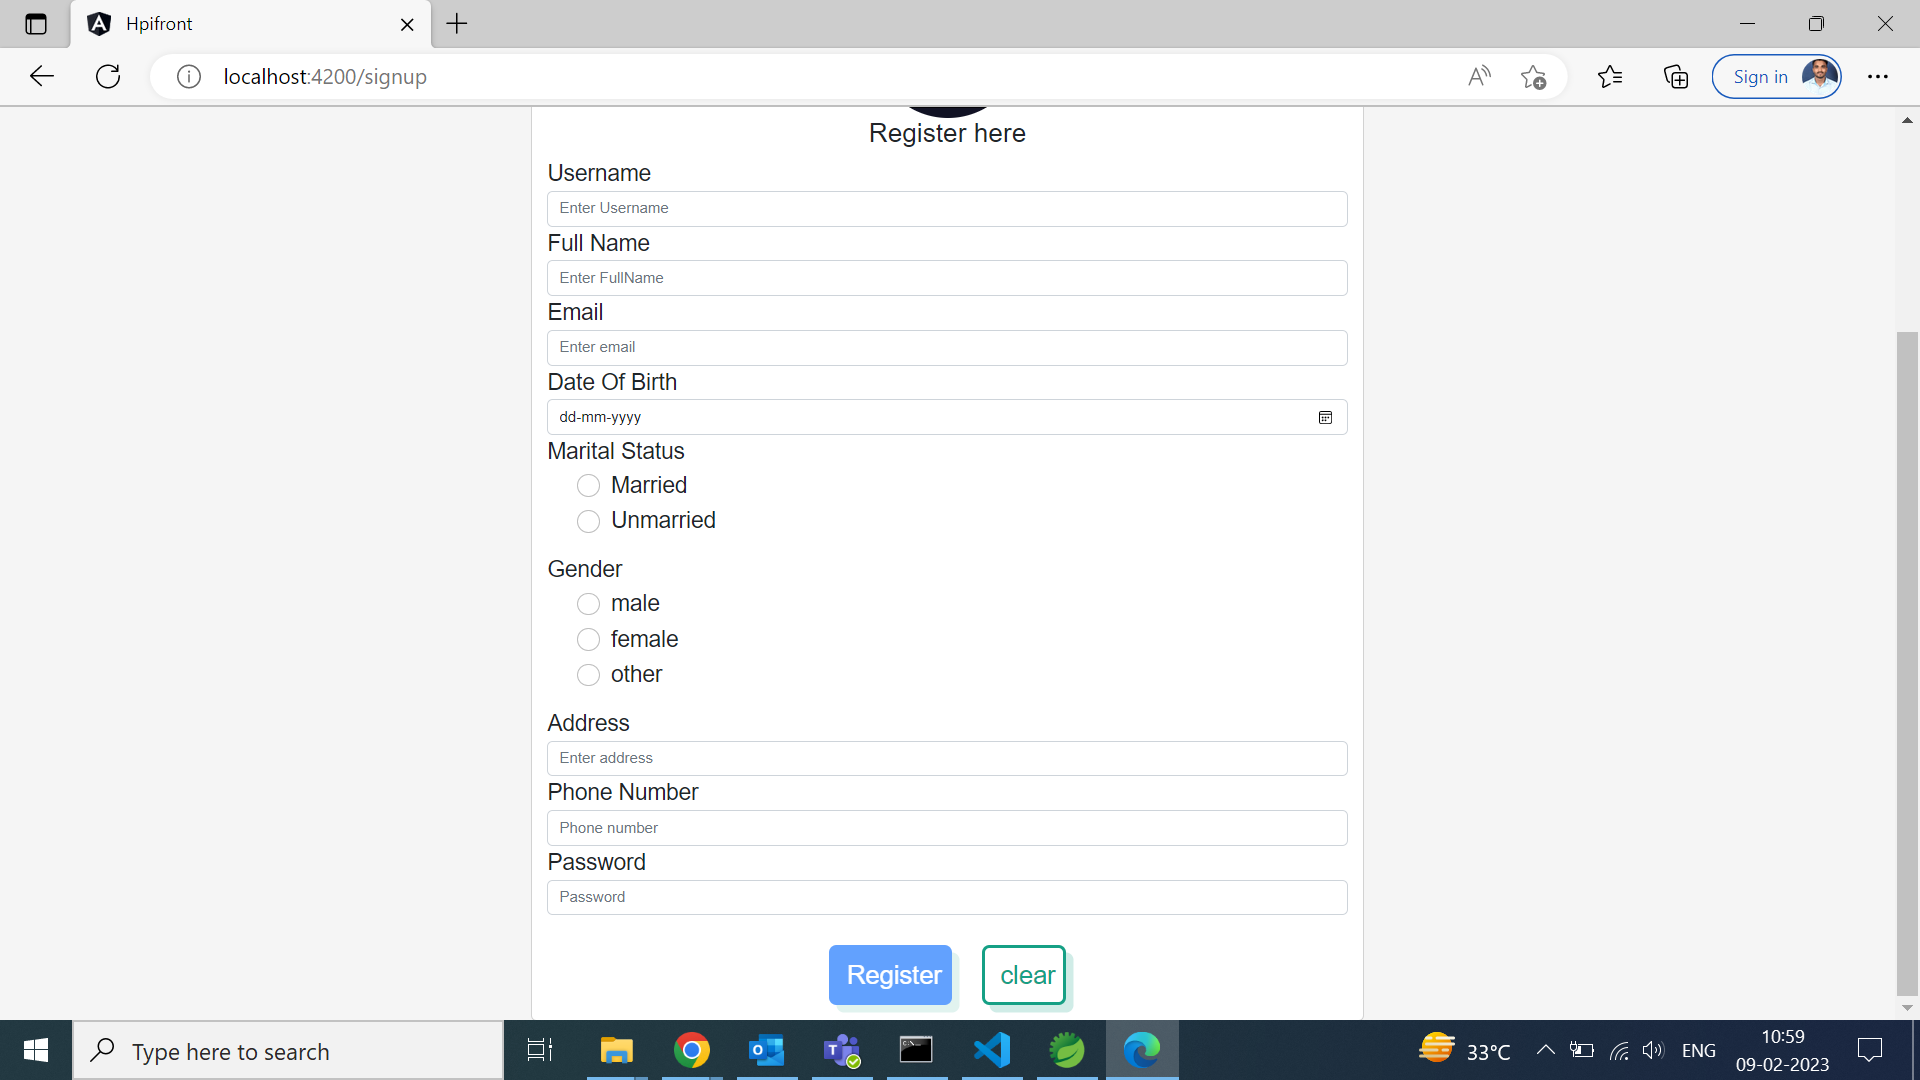 Hpifront
localhost:4200/signup
Sign in
Register here
Username
Enter Username
Full Name
Enter FullName
Email
Enter email
Date Of Birth
dd-mm-yyyy
Marital Status
Married
Unmarried
Gender
male
female
other
Address
Enter address
Phone Number
Phone number
Password
Password
Register clear
Type here to search
33°C
ENG
10:59
09-02-2023